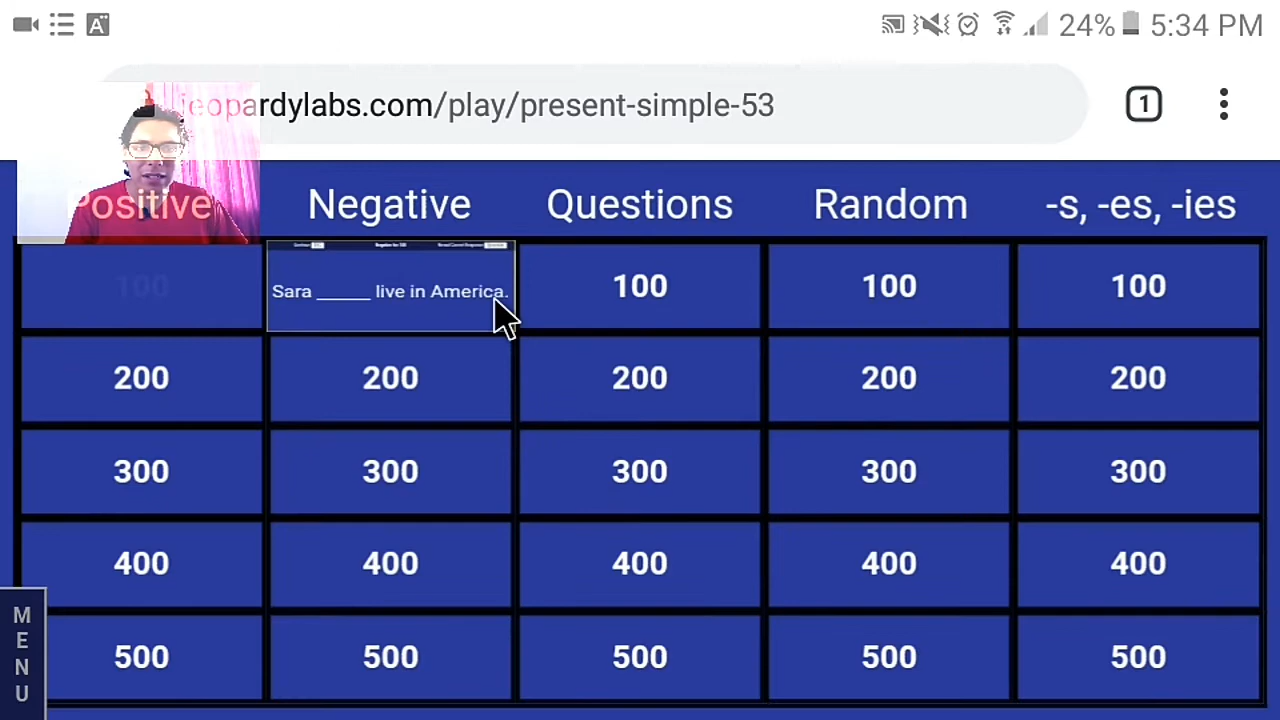 24% 5:34 PM
jeopardylabs.com/play/present-simple-53
1
Positive Negative Questions Random -s, -es, -ies
100 Sara ______ live in America. 100 100 100
200 200 200 200 200
300 300 300 300 300
400 400 400 400 400
500 500 500 500 500
MENU